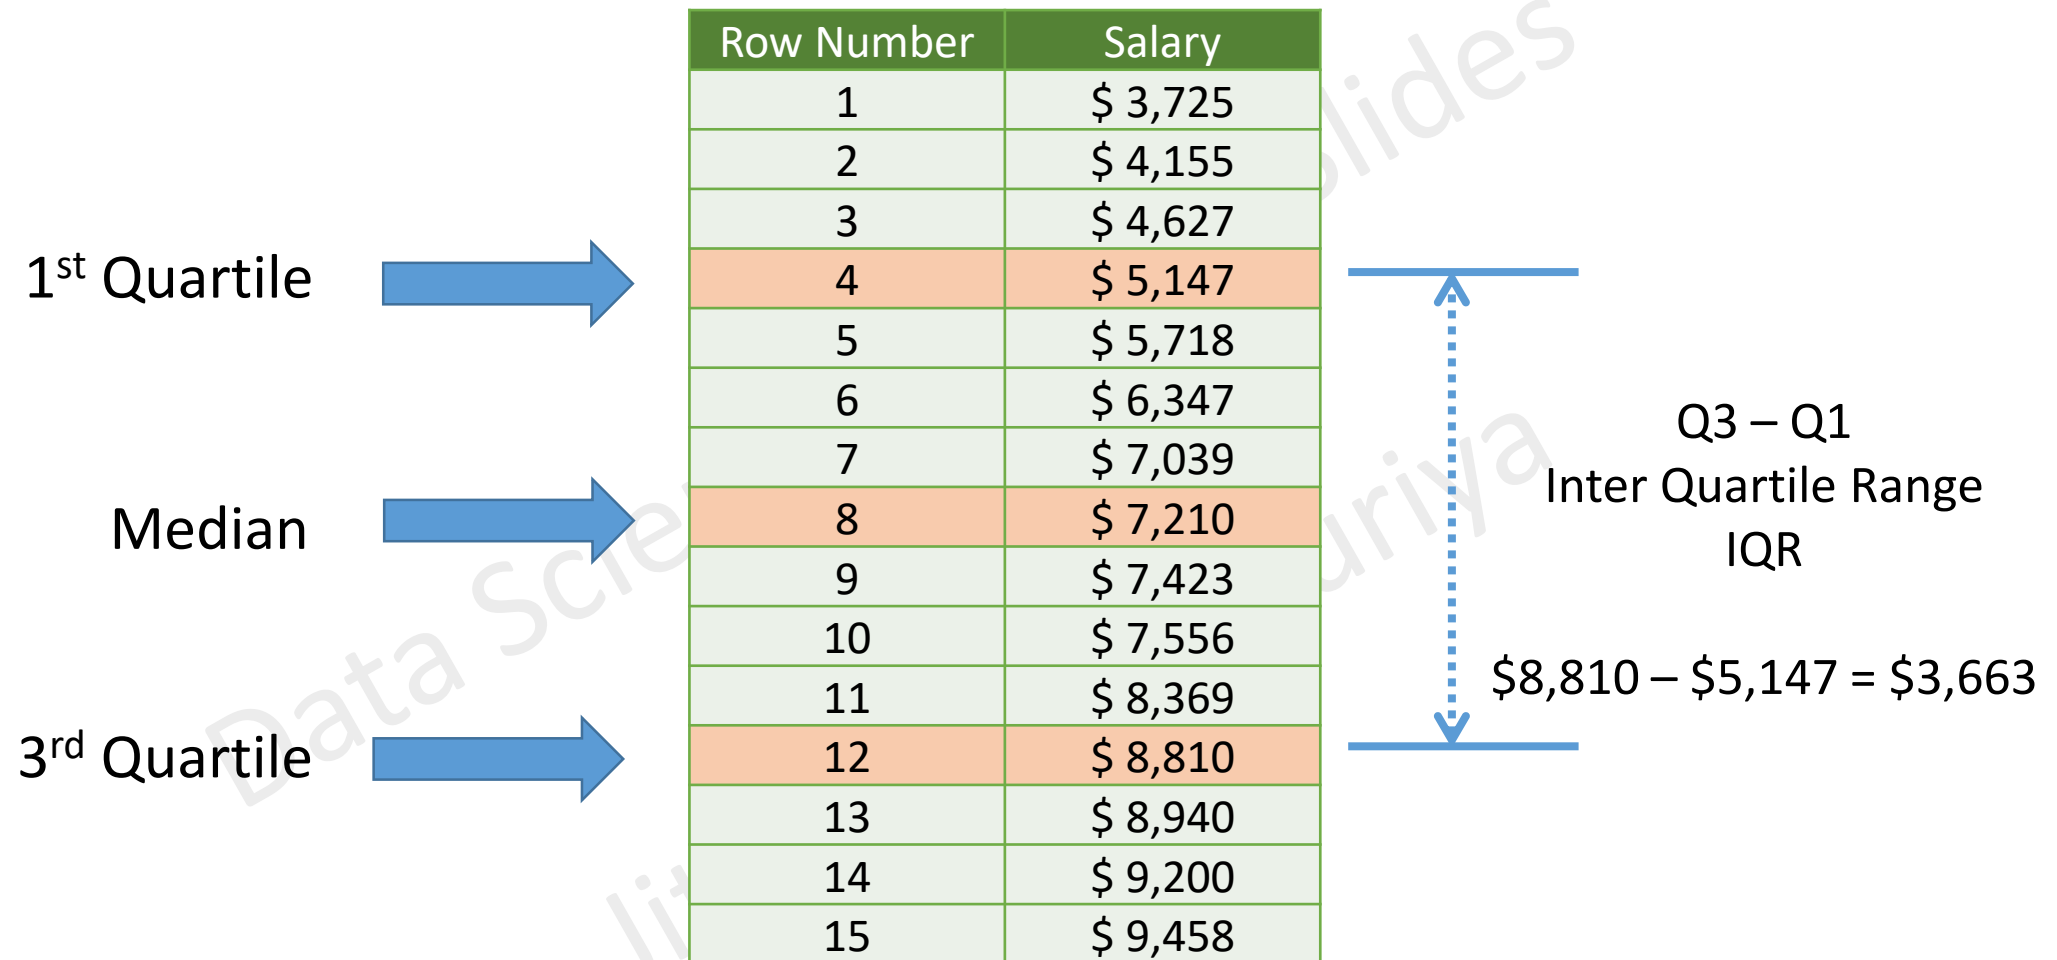 Row Number Salary
1 $ 3,725
2 $ 4,155
3 $ 4,627
1st Quartile
4 $ 5,147
5 $ 5,718
6 $ 6,347
7 $ 7,039
Median
8 $ 7,210
9 $ 7,423
10 $ 7,556
11 $ 8,369
3rd Quartile
12 $ 8,810
13 $ 8,940
14 $ 9,200
15 $ 9,458
Q3 – Q1
Inter Quartile Range
IQR
$8,810 – $5,147 = $3,663
Data